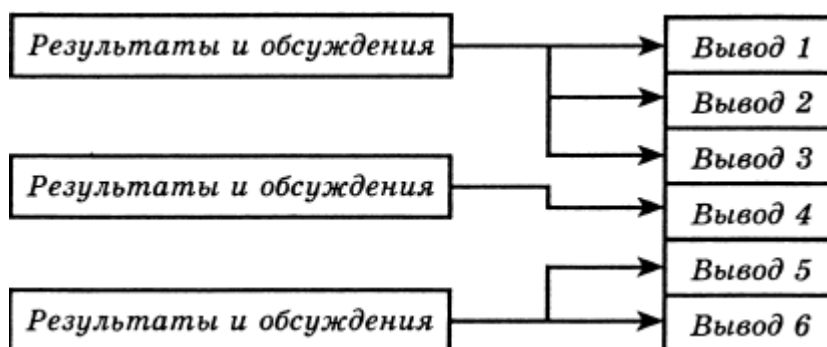 Результаты и обсуждения
Вывод 1
Вывод 2
Вывод 3
Результаты и обсуждения
Вывод 4
Вывод 5
Результаты и обсуждения
Вывод 6